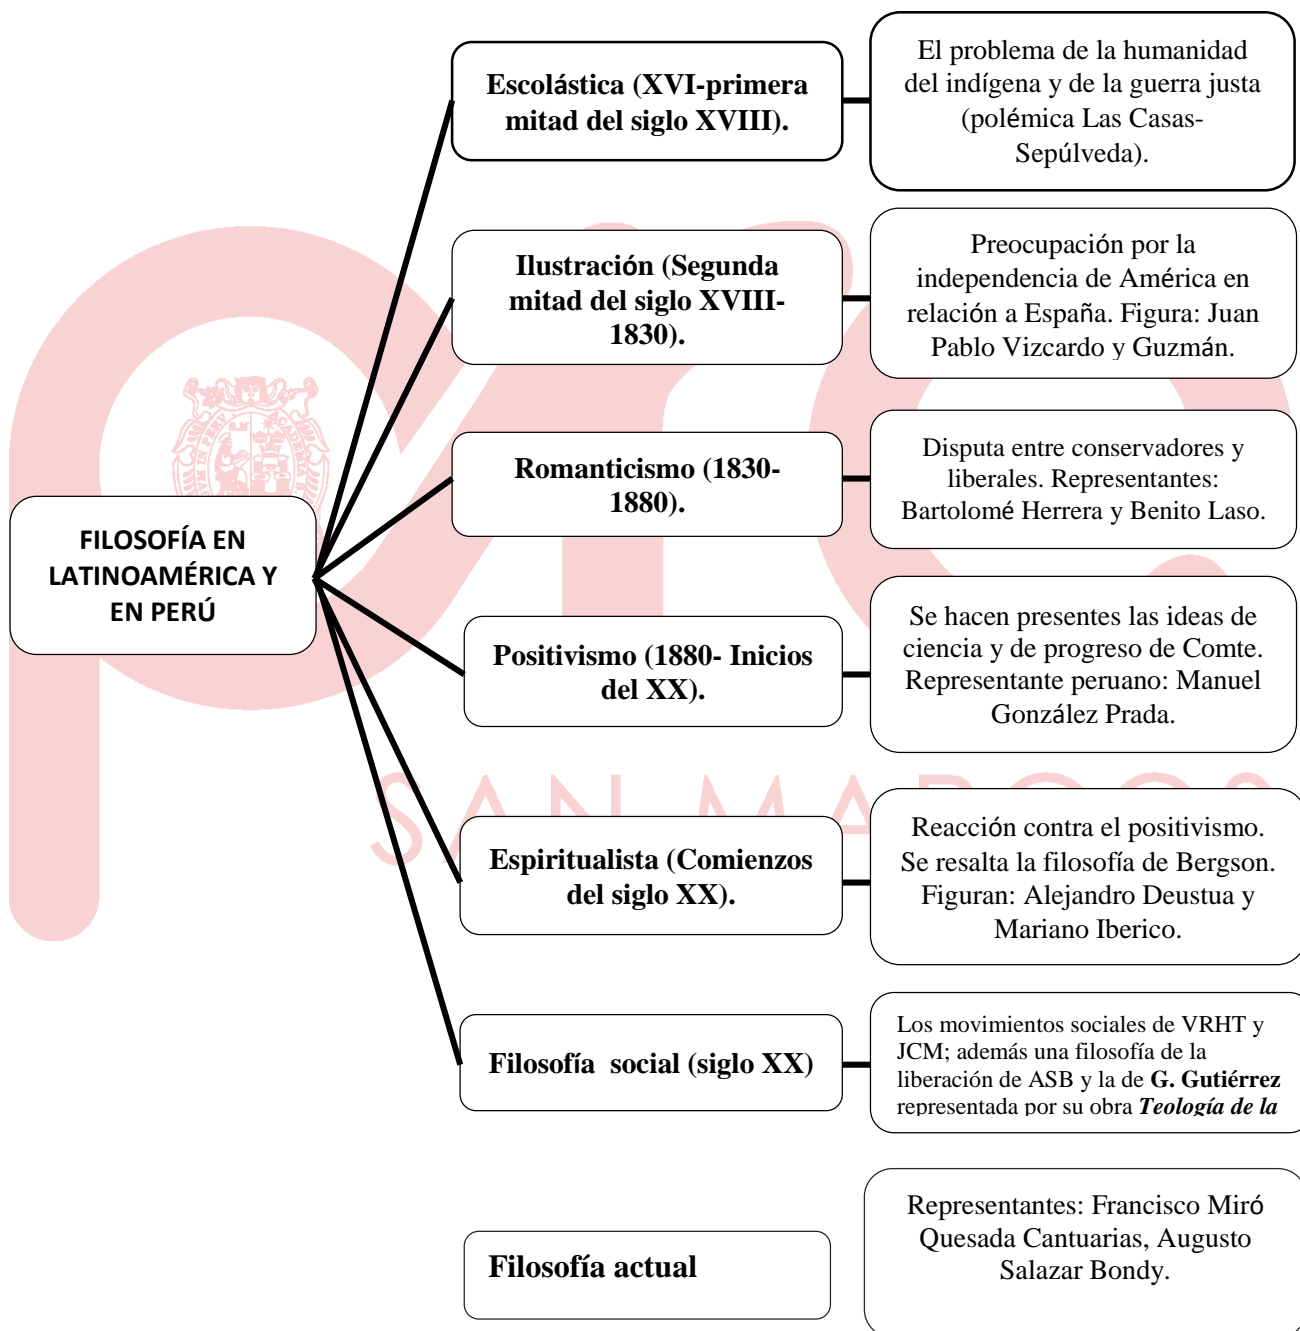 Escolástica (XVI-primera
mitad del siglo XVIII).
El problema de la humanidad
del indígena y de la guerra justa
(polémica Las Casas-
Sepúlveda).
Ilustración (Segunda
mitad del siglo XVIII-
1830).
Preocupación por la
independencia de América en
relación a España. Figura: Juan
Pablo Vizcardo y Guzmán.
Romanticismo (1830-
1880).
Disputa entre conservadores y
liberales. Representantes:
Bartolomé Herrera y Benito Laso.
FILOSOFÍA EN
LATINOAMÉRICA Y
EN PERÚ
Positivismo (1880- Inicios
del XX).
Se hacen presentes las ideas de
ciencia y de progreso de Comte.
Representante peruano: Manuel
González Prada.
SAN MARCOS
Espiritualista (Comienzos
del siglo XX).
Reacción contra el positivismo.
Se resalta la filosofía de Bergson.
Figuran: Alejandro Deustua y
Mariano Iberico.
Filosofía social (siglo XX)
Los movimientos sociales de VRHT y
JCM; además una filosofía de la
liberación de ASB y la de G. Gutiérrez
representada por su obra Teología de la
Filosofía actual
Representantes: Francisco Miró
Quesada Cantuarias, Augusto
Salazar Bondy.